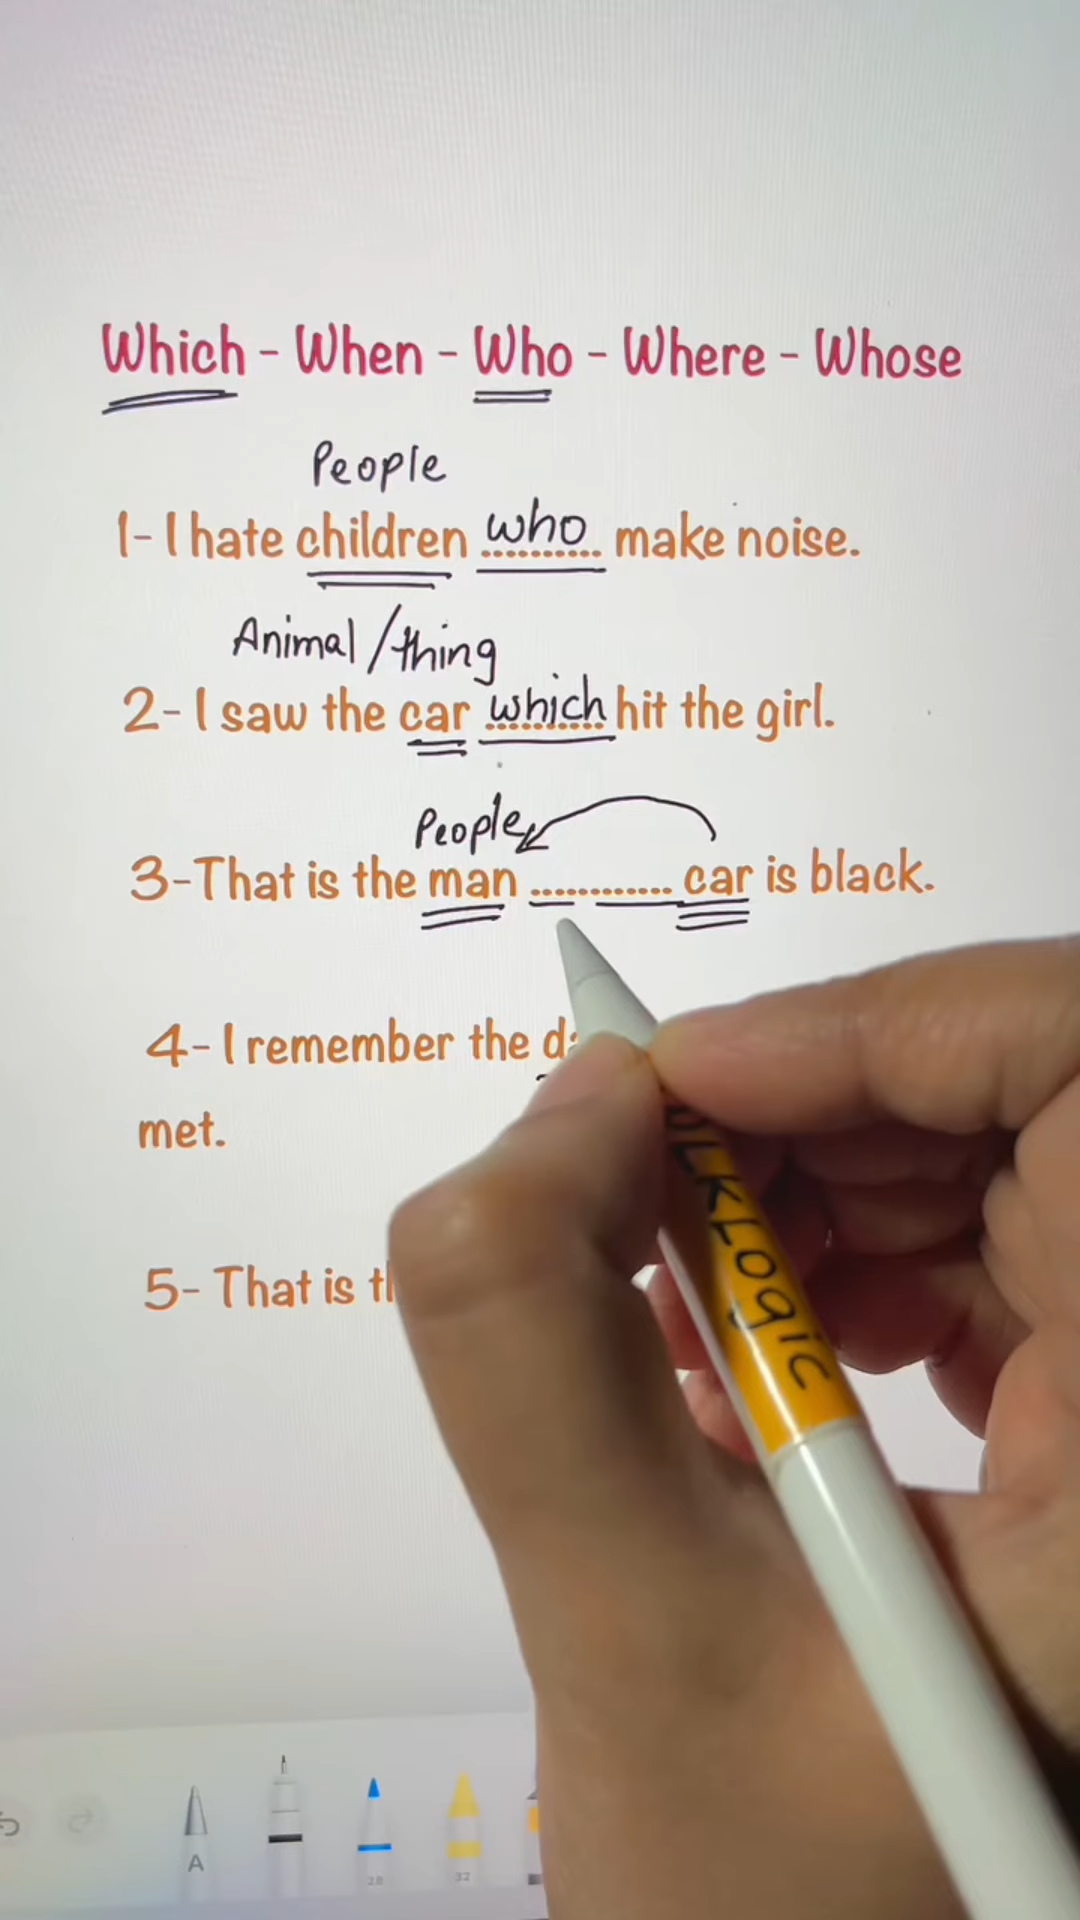 Which - When - Who - Where - Whose
People
1- I hate children who make noise.
Animal/thing
2- I saw the car which hit the girl.
People
3-That is the man ............ car is black.
4- I remember the
met.
5- That is
A
28
32